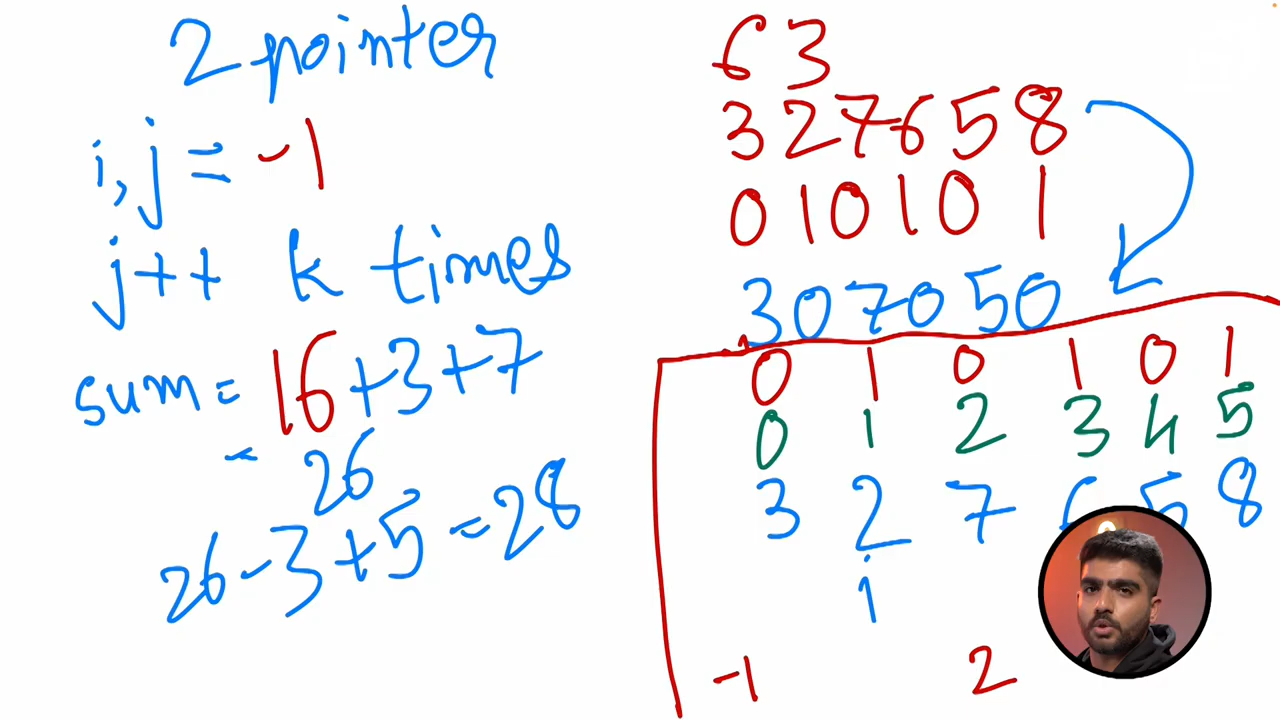 2 pointer
i, j = -1
j++ k times
sum = 16+3+7
= 26
26-3+5=28
6 3
3 2 7 6 5 8
0 1 0 1 0 1
3 0 7 0 5 0
0 1 0 1 0 1
0 1 2 3 4 5
3 2 7 6 5 8
i
-1 2